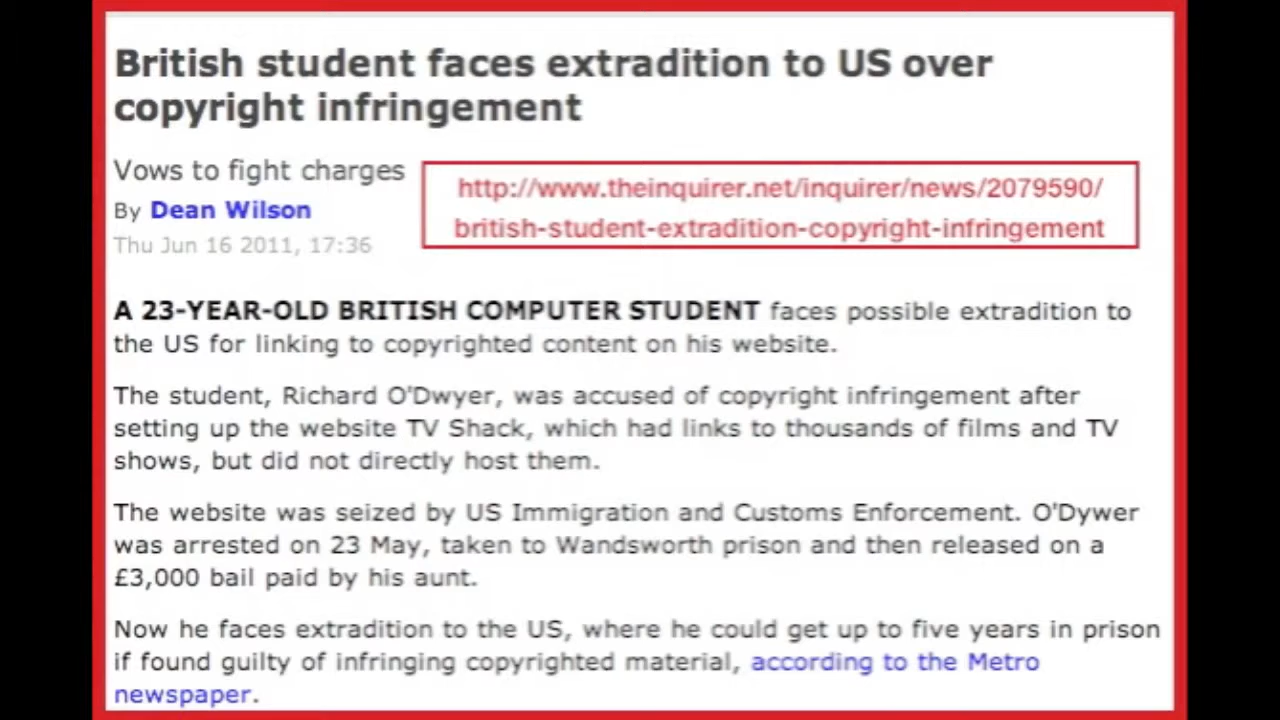 British student faces extradition to US over
copyright infringement
Vows to fight charges
By Dean Wilson
Thu Jun 16 2011, 17:36
http://www.theinquirer.net/inquirer/news/2079590/
british-student-extradition-copyright-infringement
A 23-YEAR-OLD BRITISH COMPUTER STUDENT faces possible extradition to
the US for linking to copyrighted content on his website.
The student, Richard O'Dwyer, was accused of copyright infringement after
setting up the website TV Shack, which had links to thousands of films and TV
shows, but did not directly host them.
The website was seized by US Immigration and Customs Enforcement. O'Dywer
was arrested on 23 May, taken to Wandsworth prison and then released on a
£3,000 bail paid by his aunt.
Now he faces extradition to the US, where he could get up to five years in prison
if found guilty of infringing copyrighted material, according to the Metro
newspaper.